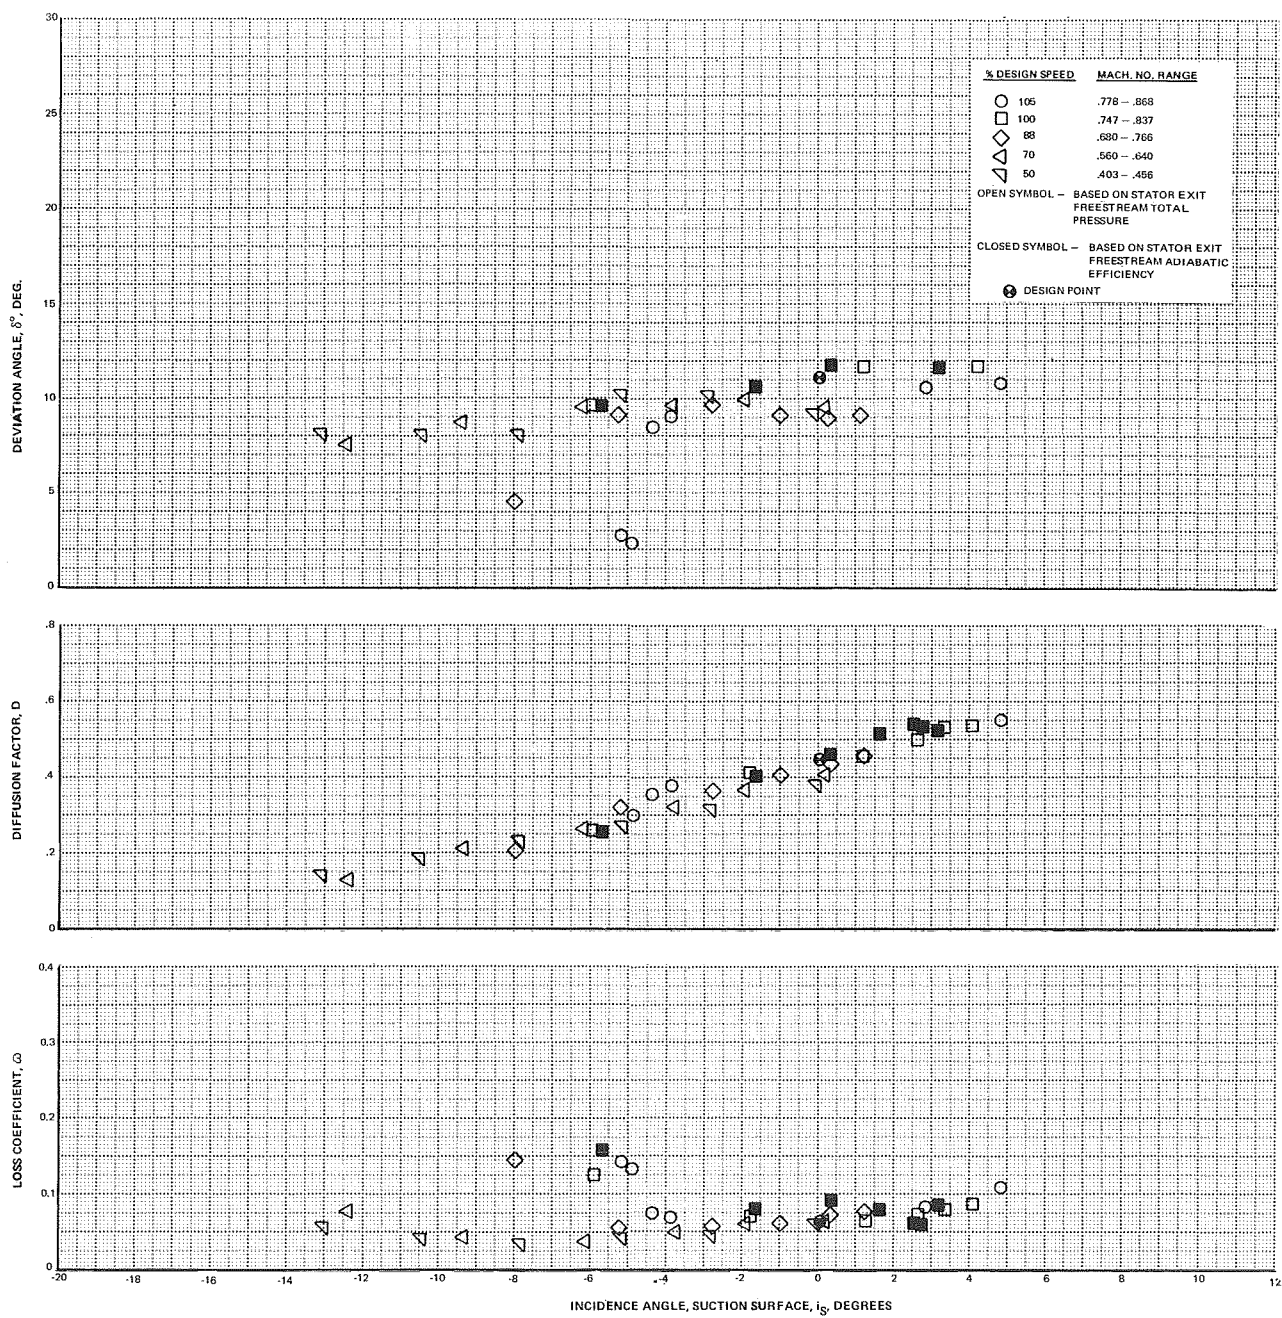 30
25
20
15
10
5
0
DEVIATION ANGLE, δ°, DEG.
% DESIGN SPEED MACH. NO. RANGE
105 .778 – .868
100 .747 – .837
88 .680 – .766
70 .560 – .640
50 .403 – .456
OPEN SYMBOL – BASED ON STATOR EXIT
FREESTREAM TOTAL
PRESSURE
CLOSED SYMBOL – BASED ON STATOR EXIT
FREESTREAM ADIABATIC
EFFICIENCY
DESIGN POINT
.8
.6
.4
.2
0
DIFFUSION FACTOR, D
0.4
0.3
0.2
0.1
0
LOSS COEFFICIENT, ω
-20 -18 -16 -14 -12 -10 -8 -6 -4 -2 0 2 4 6 8 10 12
INCIDENCE ANGLE, SUCTION SURFACE, iS, DEGREES